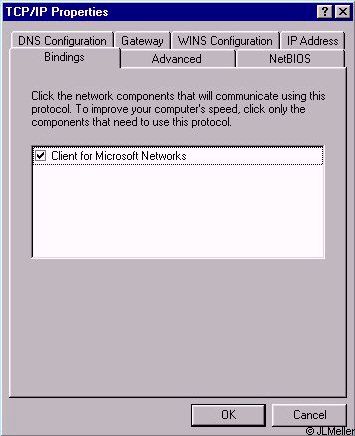 TCP/IP Properties
DNS Configuration Gateway WINS Configuration IP Address
Bindings Advanced NetBIOS
Click the network components that will communicate using this
protocol. To improve your computer's speed, click only the
components that need to use this protocol.
Client for Microsoft Networks
OK Cancel
© JLMeller